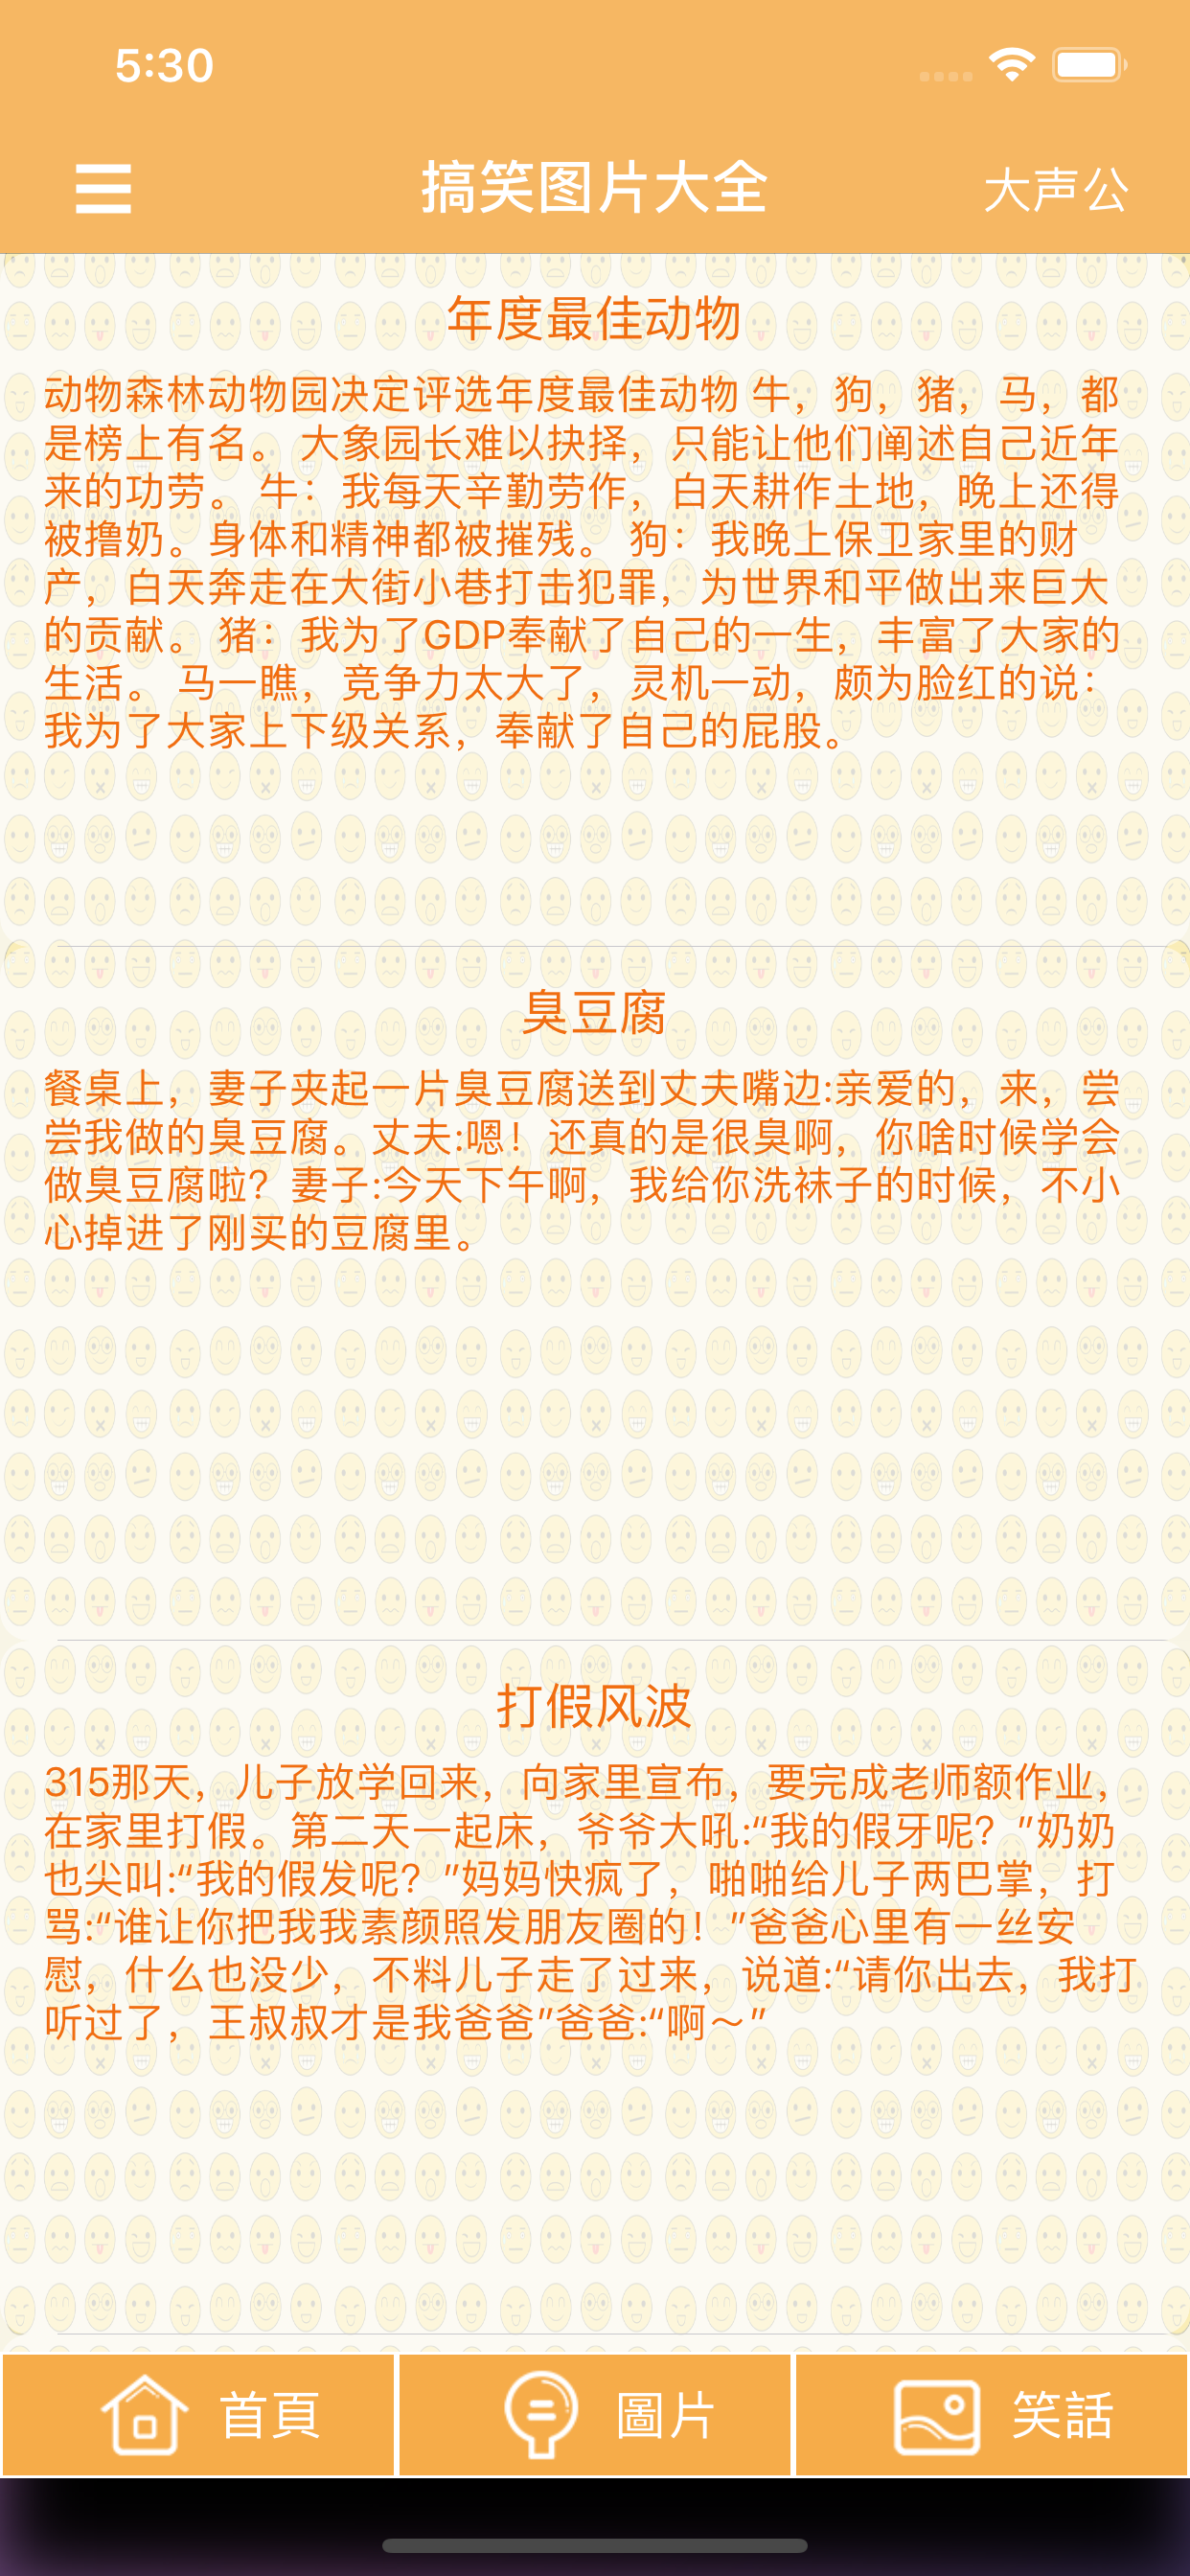 5:30
搞笑图片大全
大声公
年度最佳动物
动物森林动物园决定评选年度最佳动物 牛，狗，猪，马，都
是榜上有名。 大象园长难以抉择，只能让他们阐述自己近年
来的功劳。 牛：我每天辛勤劳作，白天耕作土地，晚上还得
被撸奶。身体和精神都被摧残。 狗：我晚上保卫家里的财
产，白天奔走在大街小巷打击犯罪，为世界和平做出来巨大
的贡献。 猪：我为了GDP奉献了自己的一生，丰富了大家的
生活。 马一瞧，竞争力太大了，灵机一动，颇为脸红的说：
我为了大家上下级关系，奉献了自己的屁股。
臭豆腐
餐桌上，妻子夹起一片臭豆腐送到丈夫嘴边:亲爱的，来，尝
尝我做的臭豆腐。丈夫:嗯！还真的是很臭啊，你啥时候学会
做臭豆腐啦？妻子:今天下午啊，我给你洗袜子的时候，不小
心掉进了刚买的豆腐里。
打假风波
315那天，儿子放学回来，向家里宣布，要完成老师额作业，
在家里打假。第二天一起床，爷爷大吼:“我的假牙呢？”奶奶
也尖叫:“我的假发呢？”妈妈快疯了，啪啪给儿子两巴掌，打
骂:“谁让你把我我素颜照发朋友圈的！”爸爸心里有一丝安
慰，什么也没少，不料儿子走了过来，说道:“请你出去，我打
听过了，王叔叔才是我爸爸”爸爸:“啊～”
首頁
圖片
笑話